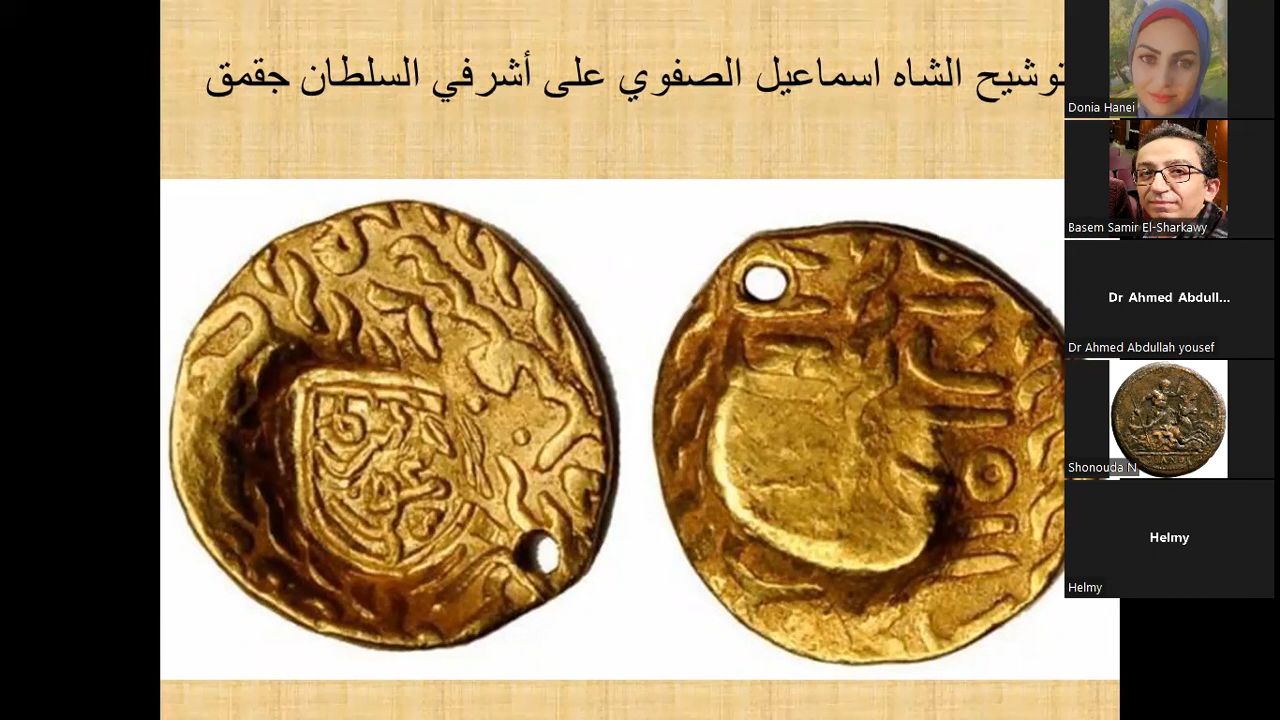 توشيح الشاه اسماعيل الصفوي على أشرفي السلطان جقمق
Donia Hanei
Basem Samir El-Sharkawy
Dr Ahmed Abdull...
Dr Ahmed Abdullah yousef
Shonouda N
Helmy
Helmy